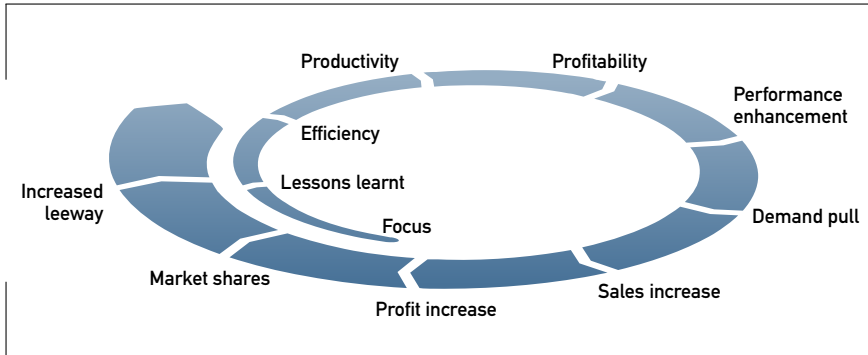 Productivity
Profitability
Performance
enhancement
Efficiency
Lessons learnt
Increased
leeway
Focus
Demand pull
Market shares
Sales increase
Profit increase